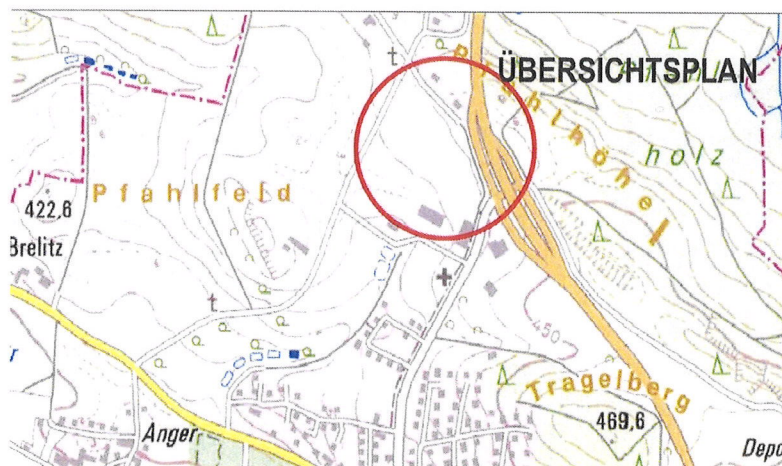 t
ÜBERSICHTSPLAN
Pfahlhöhe
holz
Pfahlfeld
422,6
Brelitz
t
450
Tragelberg
469,6
Anger
Depo